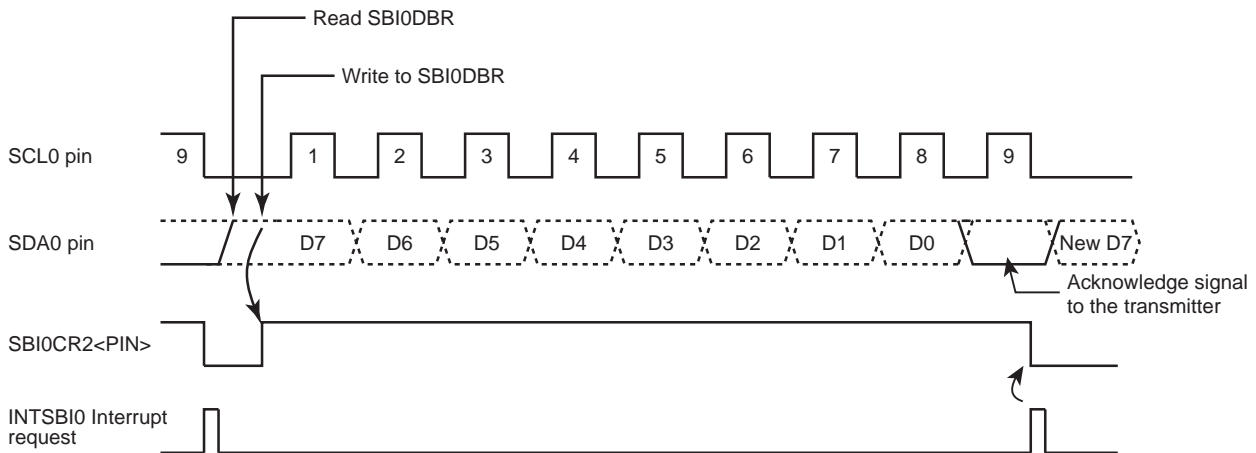 Read SBI0DBR
Write to SBI0DBR
SCL0 pin
9 1 2 3 4 5 6 7 8 9
SDA0 pin
D7 D6 D5 D4 D3 D2 D1 D0 New D7
Acknowledge signal
to the transmitter
SBI0CR2<PIN>
INTSBI0 Interrupt
request